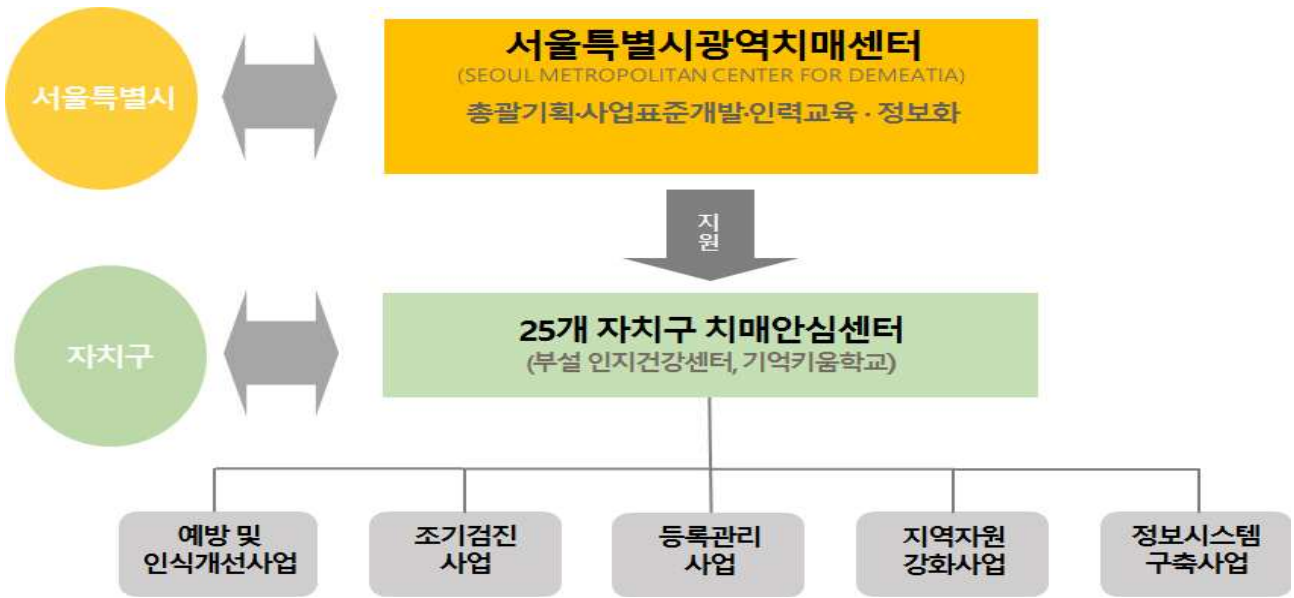 서울특별시
서울특별시광역치매센터
(SEOUL METROPOLITAN CENTER FOR DEMEATIA)
총괄기획·사업표준개발·인력교육 · 정보화
지
원
자치구
25개 자치구 치매안심센터
(부설 인지건강센터, 기억키움학교)
예방 및
인식개선사업
조기검진
사업
등록관리
사업
지역자원
강화사업
정보시스템
구축사업